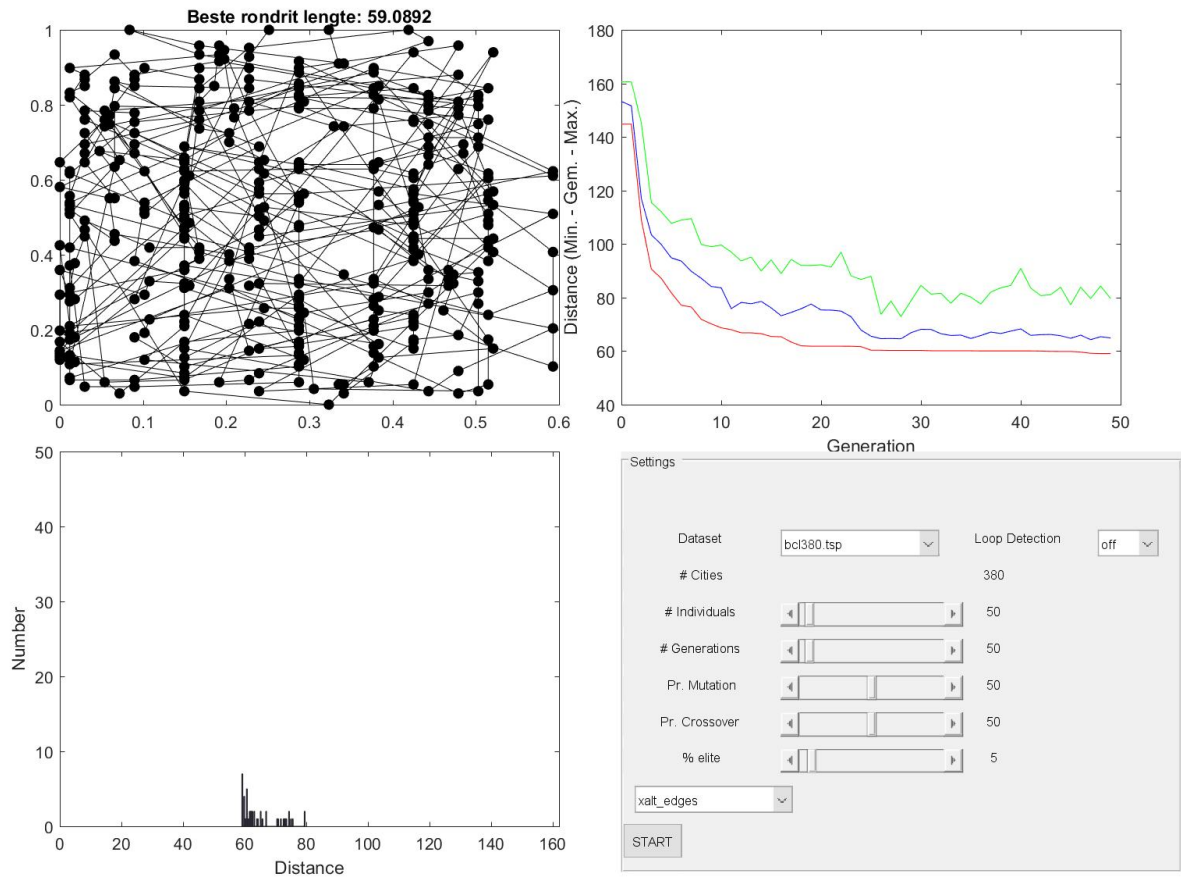 Beste rondrit lengte: 59.0892
1
0.8
0.6
0.4
0.2
0
0 0.1 0.2 0.3 0.4 0.5 0.6
Distance (Min. - Gem. - Max.)
180
160
140
120
100
80
60
40
0 10 20 30 40 50
Generation
Number
50
40
30
20
10
0
0 20 40 60 80 100 120 140 160
Distance
Settings
Dataset bcl380.tsp Loop Detection off
# Cities 380
# Individuals 50
# Generations 50
Pr. Mutation 50
Pr. Crossover 50
% elite 5
xalt_edges
START